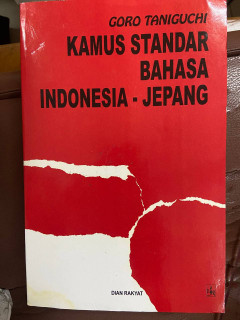 GORO TANIGUCHI
KAMUS STANDAR
BAHASA
INDONESIA - JEPANG
DIAN RAKYAT